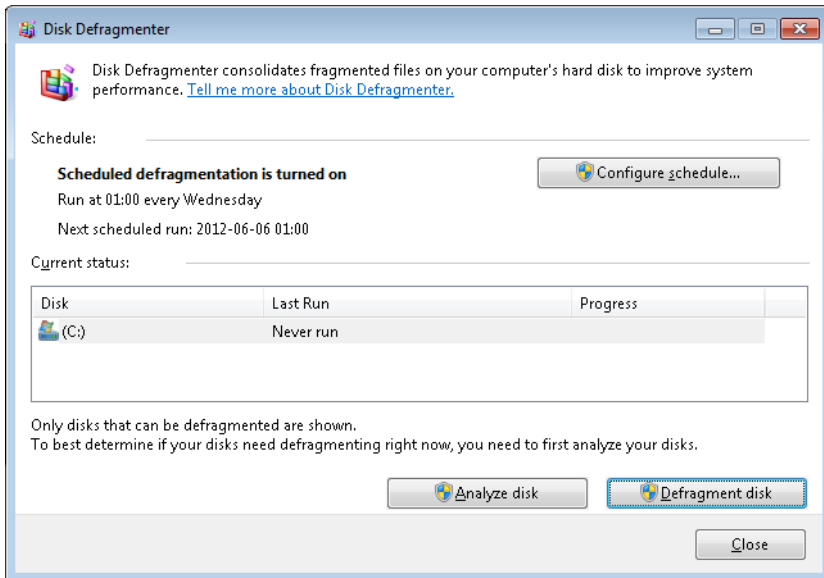 Disk Defragmenter
Disk Defragmenter consolidates fragmented files on your computer's hard disk to improve system
performance. Tell me more about Disk Defragmenter.
Schedule:
Scheduled defragmentation is turned on
Configure schedule...
Run at 01:00 every Wednesday
Next scheduled run: 2012-06-06 01:00
Current status:
Disk Last Run Progress
(C:) Never run
Only disks that can be defragmented are shown.
To best determine if your disks need defragmenting right now, you need to first analyze your disks.
Analyze disk Defragment disk
Close